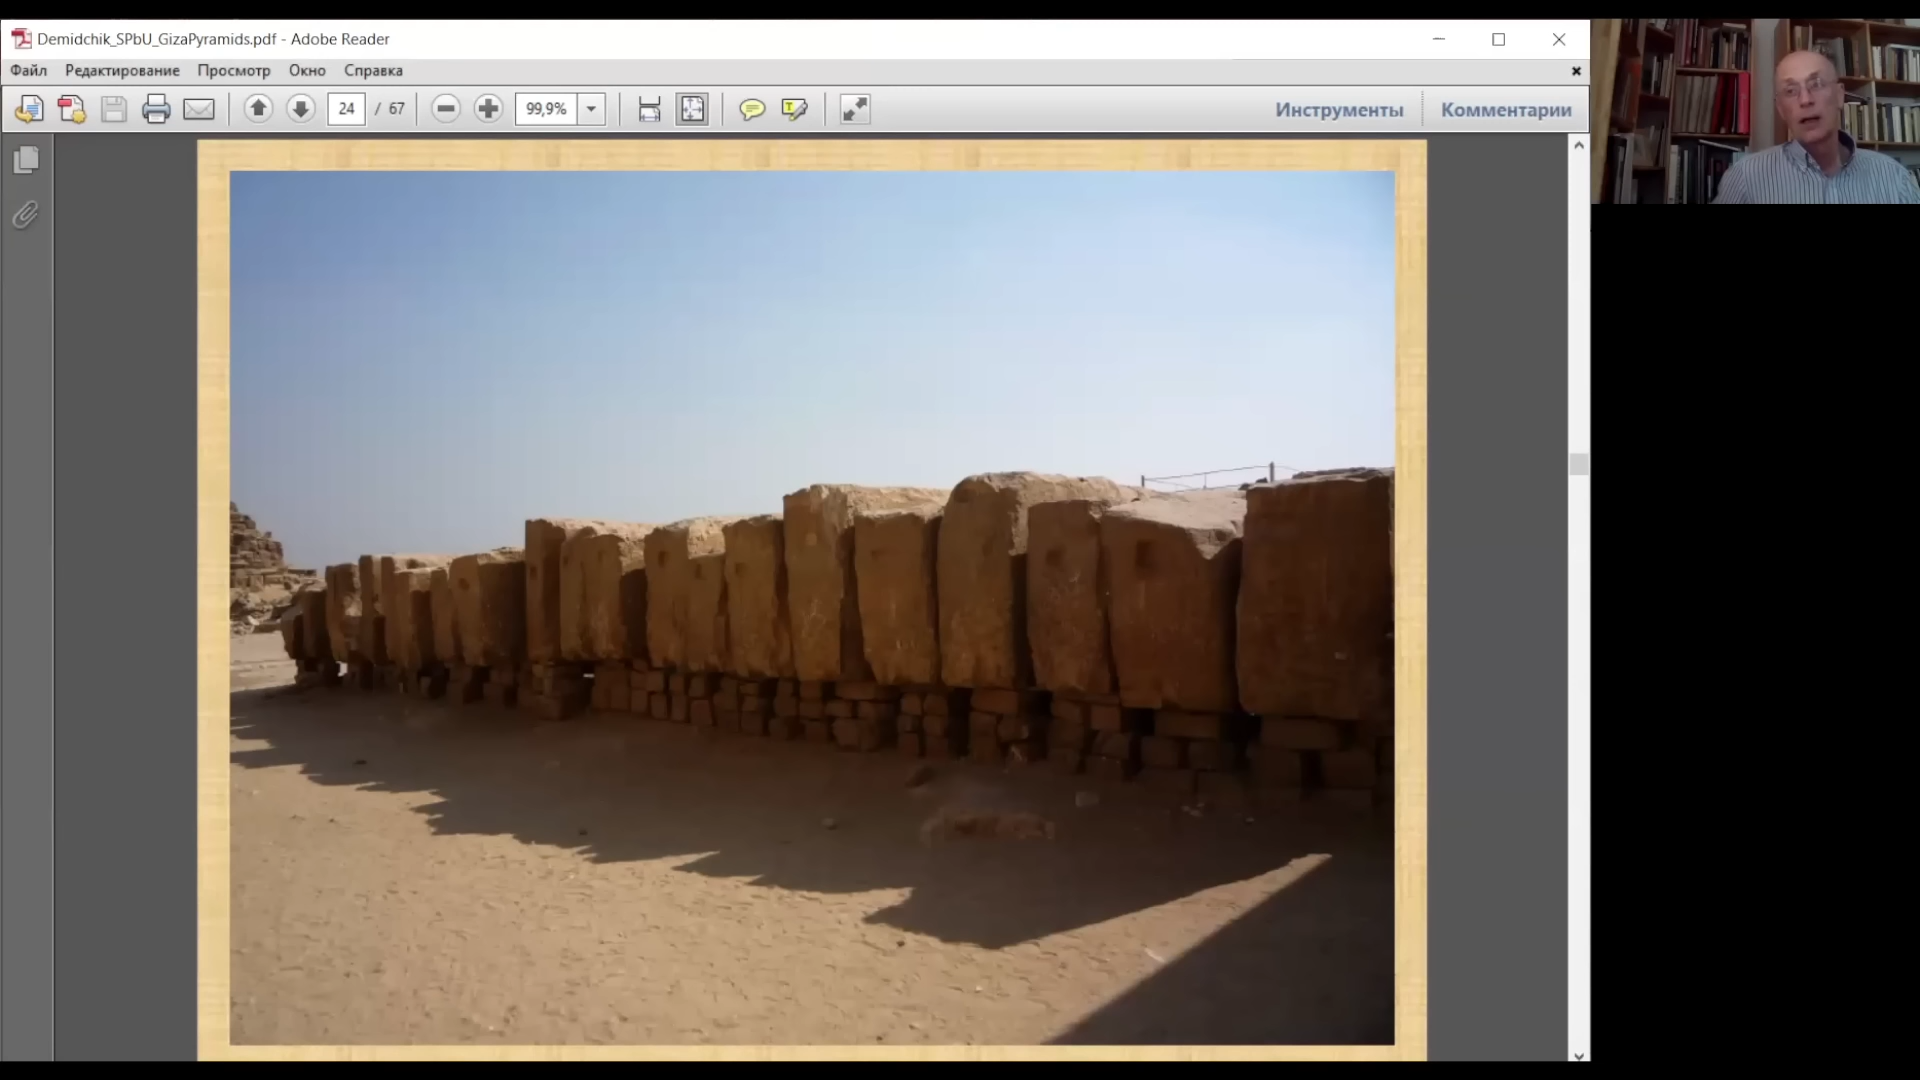 Demidchik_SPbU_GizaPyramids.pdf - Adobe Reader
Файл Редактирование Просмотр Окно Справка
24 / 67 99,9% Инструменты Комментарии